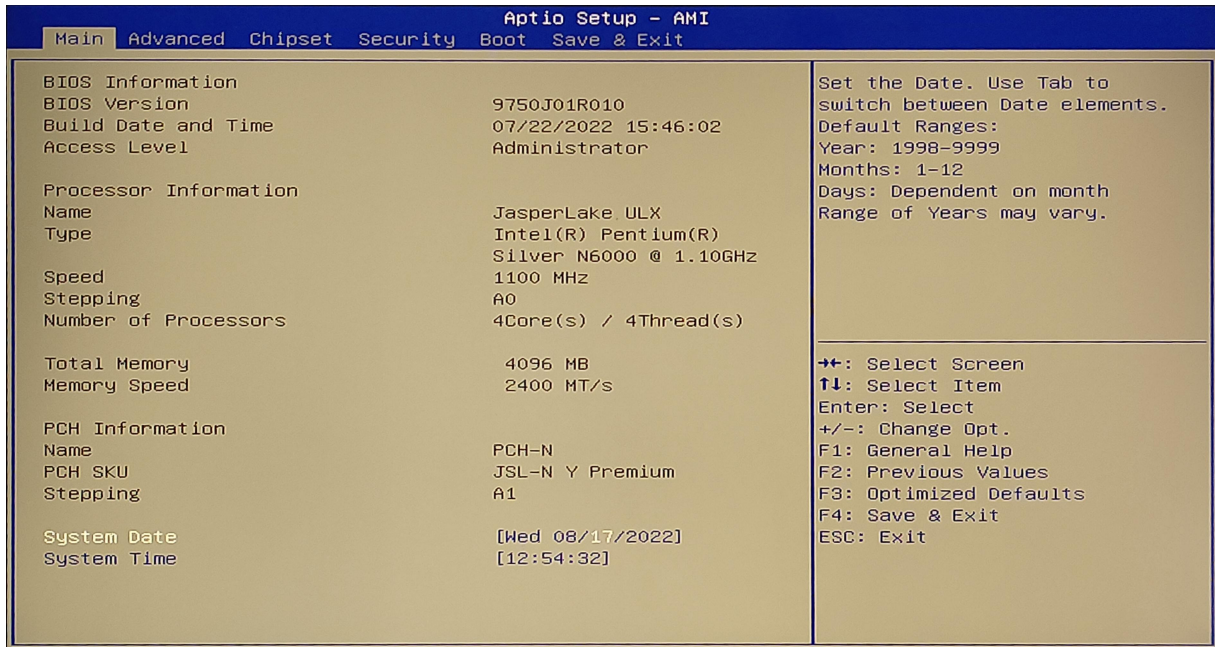 Aptio Setup – AMI
Main Advanced Chipset Security Boot Save & Exit
BIOS Information
BIOS Version 9750J01R010
Build Date and Time 07/22/2022 15:46:02
Access Level Administrator
Processor Information
Name JasperLake ULX
Type Intel(R) Pentium(R)
Silver N6000 @ 1.10GHz
Speed 1100 MHz
Stepping A0
Number of Processors 4Core(s) / 4Thread(s)
Total Memory 4096 MB
Memory Speed 2400 MT/s
PCH Information
Name PCH-N
PCH SKU JSL-N Y Premium
Stepping A1
System Date [Wed 08/17/2022]
System Time [12:54:32]
Set the Date. Use Tab to
switch between Date elements.
Default Ranges:
Year: 1998-9999
Months: 1-12
Days: Dependent on month
Range of Years may vary.
→←: Select Screen
↑↓: Select Item
Enter: Select
+/-: Change Opt.
F1: General Help
F2: Previous Values
F3: Optimized Defaults
F4: Save & Exit
ESC: Exit